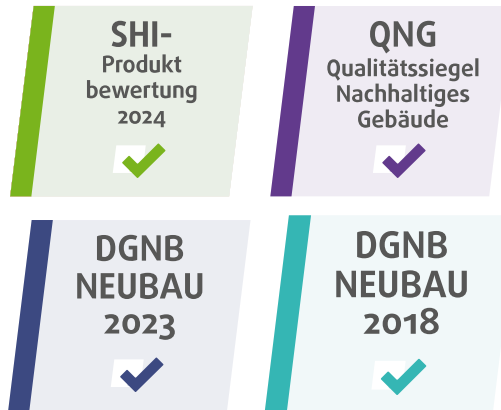 SHI-
Produkt
bewertung
2024
QNG
Qualitätssiegel
Nachhaltiges
Gebäude
DGNB
NEUBAU
2023
DGNB
NEUBAU
2018